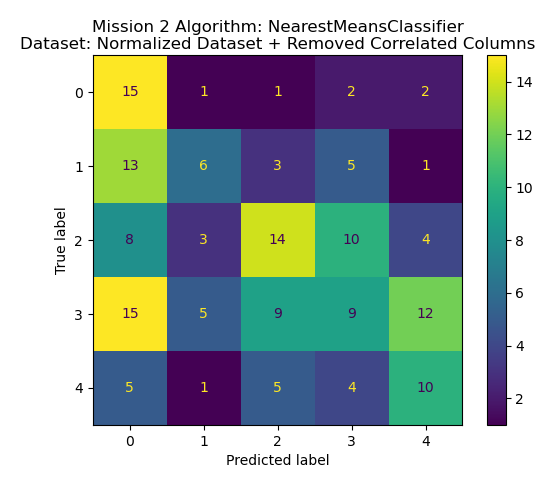 Mission 2 Algorithm: NearestMeansClassifier
Dataset: Normalized Dataset + Removed Correlated Columns
0 15 1 1 2 2
1 13 6 3 5 1
2 8 3 14 10 4
3 15 5 9 9 12
4 5 1 5 4 10
0 1 2 3 4
True label
Predicted label
14
12
10
8
6
4
2